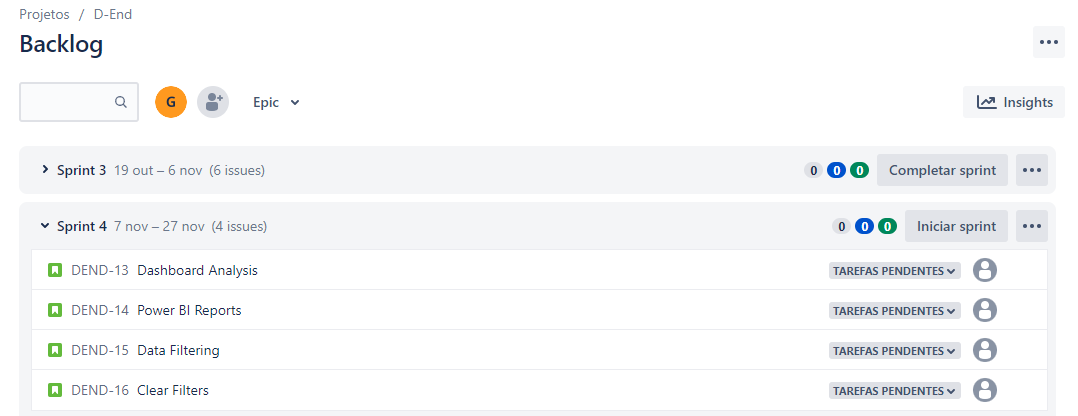 Projetos / D-End
Backlog
G Epic Insights
Sprint 3 19 out – 6 nov (6 issues) 0 0 0 Completar sprint
Sprint 4 7 nov – 27 nov (4 issues) 0 0 0 Iniciar sprint
DEND-13 Dashboard Analysis TAREFAS PENDENTES
DEND-14 Power BI Reports TAREFAS PENDENTES
DEND-15 Data Filtering TAREFAS PENDENTES
DEND-16 Clear Filters TAREFAS PENDENTES